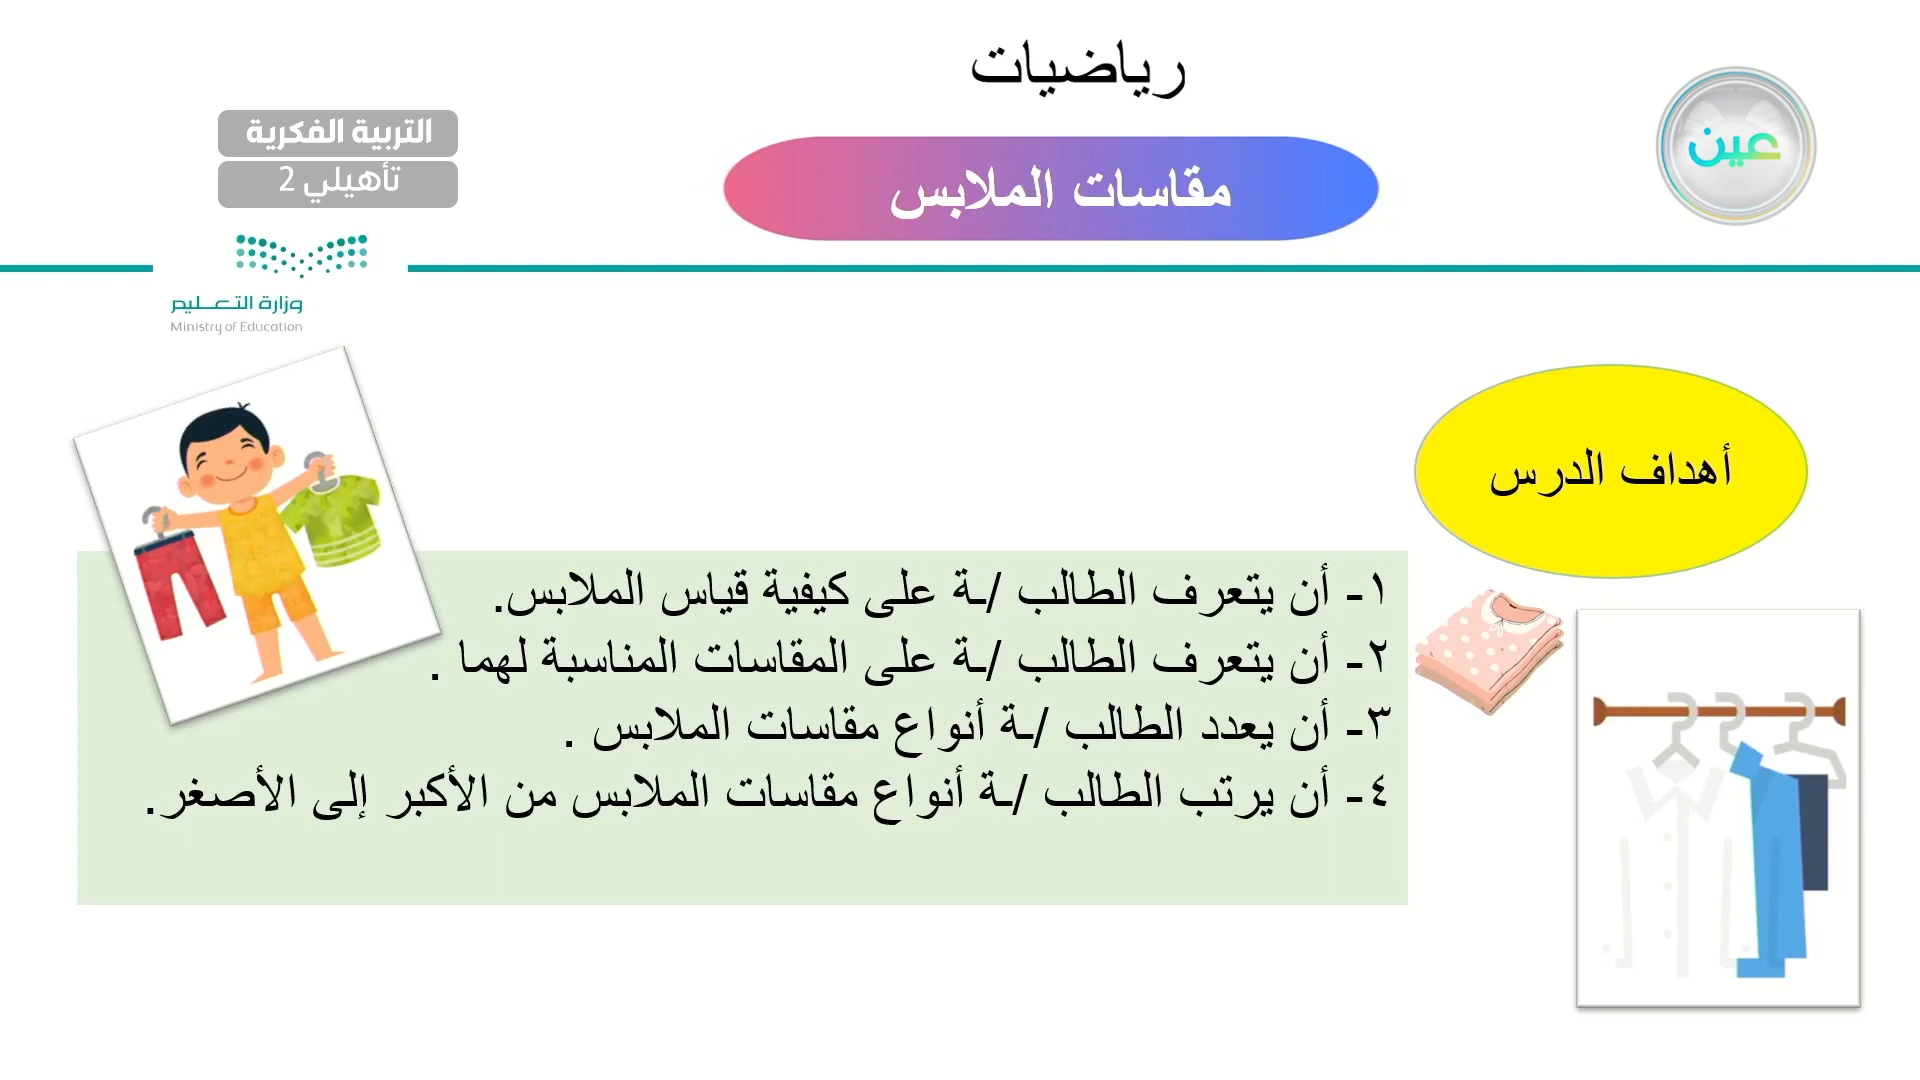 رياضيات
عين
التربية الفكرية
تأهيلي 2
مقاسات الملابس
وزارة التعليم
Ministry of Education
أهداف الدرس
١- أن يتعرف الطالب /ـة على كيفية قياس الملابس.
٢- أن يتعرف الطالب /ـة على المقاسات المناسبة لهما .
٣- أن يعدد الطالب /ـة أنواع مقاسات الملابس .
٤- أن يرتب الطالب /ـة أنواع مقاسات الملابس من الأكبر إلى الأصغر.